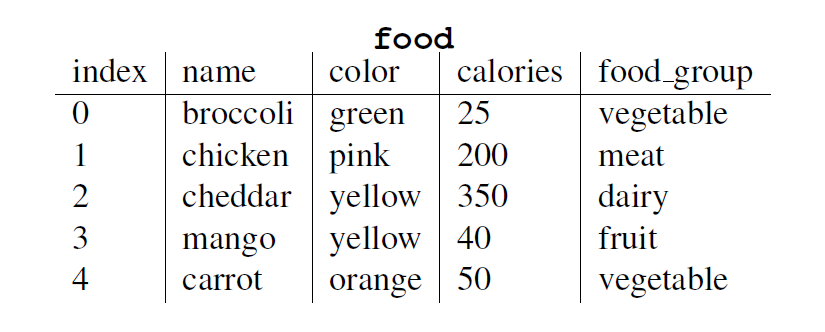 food
index name color calories food_group
0 broccoli green 25 vegetable
1 chicken pink 200 meat
2 cheddar yellow 350 dairy
3 mango yellow 40 fruit
4 carrot orange 50 vegetable